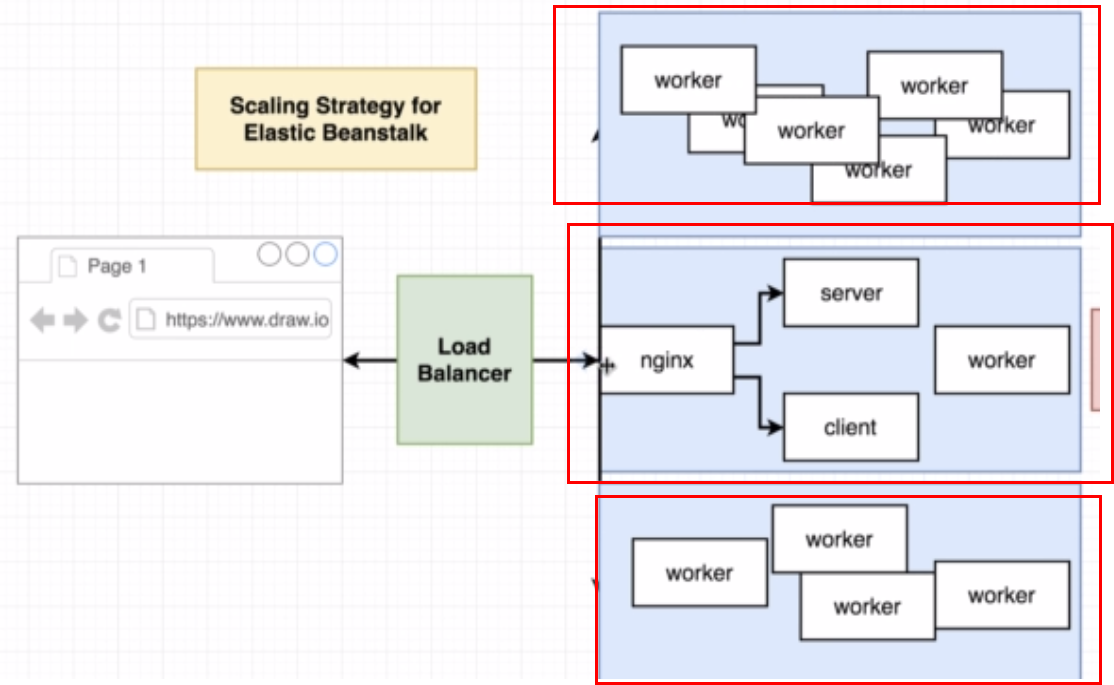 Scaling Strategy for
Elastic Beanstalk
worker
worker
wo
worker
worker
worker
Page 1
https://www.draw.io
Load
Balancer
nginx
server
worker
client
worker
worker
worker
worker